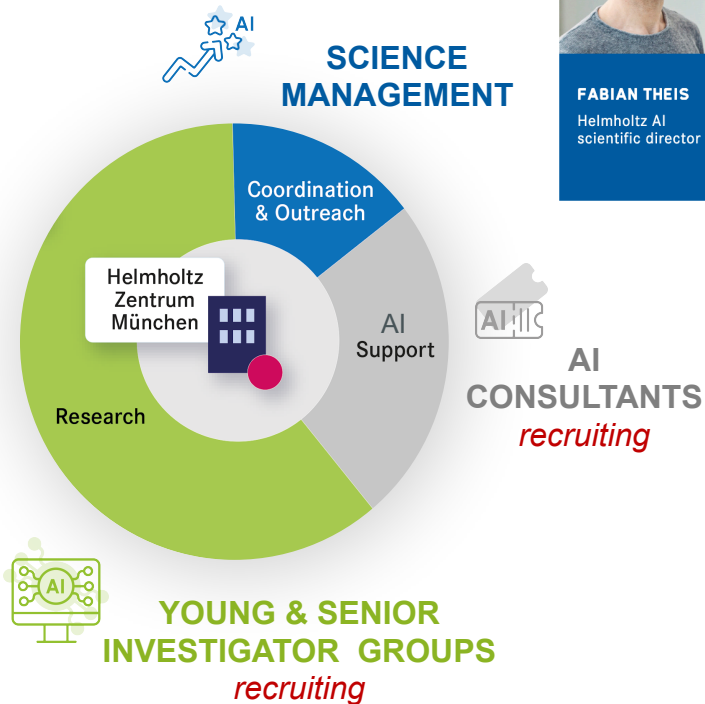 AI
SCIENCE
MANAGEMENT
FABIAN THEIS
Helmholtz AI
scientific director
Coordination
& Outreach
Helmholtz
Zentrum
München
AI
Support
Research
AI
AI
CONSULTANTS
recruiting
AI
YOUNG & SENIOR
INVESTIGATOR GROUPS
recruiting